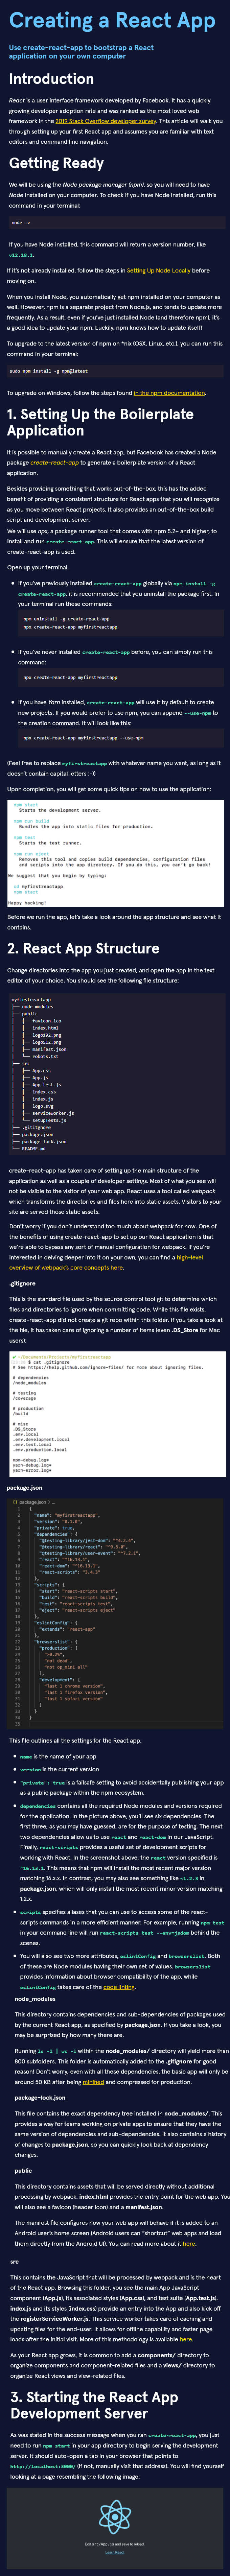 Creating a React App
Use create-react-app to bootstrap a React
application on your own computer
Introduction
React is a user interface framework developed by Facebook. It has a quickly
growing developer adoption rate and was ranked as the most loved web
framework in the 2019 Stack Overflow developer survey. This article will walk you
through setting up your first React app and assumes you are familiar with text
editors and command line navigation.
Getting Ready
We will be using the Node package manager (npm), so you will need to have
Node installed on your computer. To check if you have Node installed, run this
command in your terminal:
node -v
If you have Node installed, this command will return a version number, like
v12.18.1.
If it's not already installed, follow the steps in Setting Up Node Locally before
moving on.
When you install Node, you automatically get npm installed on your computer as
well. However, npm is a separate project from Node.js, and tends to update more
frequently. As a result, even if you've just installed Node (and therefore npm), it's
a good idea to update your npm. Luckily, npm knows how to update itself!
To upgrade to the latest version of npm on *nix (OSX, Linux, etc.), you can run this
command in your terminal:
sudo npm install -g npm@latest
To upgrade on Windows, follow the steps found in the npm documentation.
1. Setting Up the Boilerplate
Application
It is possible to manually create a React app, but Facebook has created a Node
package create-react-app to generate a boilerplate version of a React
application.
Besides providing something that works out-of-the-box, this has the added
benefit of providing a consistent structure for React apps that you will recognize
as you move between React projects. It also provides an out-of-the-box build
script and development server.
We will use npx, a package runner tool that comes with npm 5.2+ and higher, to
install and run create-react-app. This will ensure that the latest version of
create-react-app is used.
Open up your terminal.
If you've previously installed create-react-app globally via npm install -g
create-react-app, it is recommended that you uninstall the package first. In
your terminal run these commands:
npm uninstall -g create-react-app
npx create-react-app myfirstreactapp
If you've never installed create-react-app before, you can simply run this
command:
npx create-react-app myfirstreactapp
If you have Yarn installed, create-react-app will use it by default to create
new projects. If you would prefer to use npm, you can append --use-npm to
the creation command. It will look like this:
npx create-react-app myfirstreactapp --use-npm
(Feel free to replace myfirstreactapp with whatever name you want, as long as it
doesn't contain capital letters :-))
Upon completion, you will get some quick tips on how to use the application:
npm start
Starts the development server.
npm run build
Bundles the app into static files for production.
npm test
Starts the test runner.
npm run eject
Removes this tool and copies build dependencies, configuration files
and scripts into the app directory. If you do this, you can't go back!
We suggest that you begin by typing:
cd myfirstreactapp
npm start
Happy hacking!
Before we run the app, let's take a look around the app structure and see what it
contains.
2. React App Structure
Change directories into the app you just created, and open the app in the text
editor of your choice. You should see the following file structure:
myfirstreactapp
├── node_modules
├── public
│   ├── favicon.ico
│   ├── index.html
│   ├── logo192.png
│   ├── logo512.png
│   ├── manifest.json
│   └── robots.txt
├── src
│   ├── App.css
│   ├── App.js
│   ├── App.test.js
│   ├── index.css
│   ├── index.js
│   ├── logo.svg
│   ├── serviceWorker.js
│   └── setupTests.js
├── .gitignore
├── package.json
├── package-lock.json
└── README.md
create-react-app has taken care of setting up the main structure of the
application as well as a couple of developer settings. Most of what you see will
not be visible to the visitor of your web app. React uses a tool called webpack
which transforms the directories and files here into static assets. Visitors to your
site are served those static assets.
Don't worry if you don't understand too much about webpack for now. One of
the benefits of using create-react-app to set up our React application is that
we're able to bypass any sort of manual configuration for webpack. If you're
interested in delving deeper into it on your own, you can find a high-level
overview of webpack's core concepts here.
.gitignore
This is the standard file used by the source control tool git to determine which
files and directories to ignore when committing code. While this file exists,
create-react-app did not create a git repo within this folder. If you take a look at
the file, it has taken care of ignoring a number of items (even .DS_Store for Mac
users):
~/Documents/Projects/myfirstreactapp
$ cat .gitignore
# See https://help.github.com/ignore-files/ for more about ignoring files.
# dependencies
/node_modules
# testing
/coverage
# production
/build
# misc
.DS_Store
.env.local
.env.development.local
.env.test.local
.env.production.local
npm-debug.log*
yarn-debug.log*
yarn-error.log*
package.json
{} package.json > ...
1 {
2 "name": "myfirstreactapp",
3 "version": "0.1.0",
4 "private": true,
5 "dependencies": {
6 "@testing-library/jest-dom": "^4.2.4",
7 "@testing-library/react": "^9.5.0",
8 "@testing-library/user-event": "^7.2.1",
9 "react": "^16.13.1",
10 "react-dom": "^16.13.1",
11 "react-scripts": "3.4.3"
12 },
13 "scripts": {
14 "start": "react-scripts start",
15 "build": "react-scripts build",
16 "test": "react-scripts test",
17 "eject": "react-scripts eject"
18 },
19 "eslintConfig": {
20 "extends": "react-app"
21 },
22 "browserslist": {
23 "production": [
24 ">0.2%",
25 "not dead",
26 "not op_mini all"
27 ],
28 "development": [
29 "last 1 chrome version",
30 "last 1 firefox version",
31 "last 1 safari version"
32 ]
33 }
34 }
35
This file outlines all the settings for the React app.
name is the name of your app
version is the current version
"private": true is a failsafe setting to avoid accidentally publishing your app
as a public package within the npm ecosystem.
dependencies contains all the required Node modules and versions required
for the application. In the picture above, you'll see six dependencies. The
first three, as you may have guessed, are for the purpose of testing. The next
two dependencies allow us to use react and react-dom in our JavaScript.
Finally, react-scripts provides a useful set of development scripts for
working with React. In the screenshot above, the react version specified is
^16.13.1. This means that npm will install the most recent major version
matching 16.x.x. In contrast, you may also see something like ~1.2.3 in
package.json, which will only install the most recent minor version matching
1.2.x.
scripts specifies aliases that you can use to access some of the react-
scripts commands in a more efficient manner. For example, running npm test
in your command line will run react-scripts test --env=jsdom behind the
scenes.
You will also see two more attributes, eslintConfig and browserslist. Both
of these are Node modules having their own set of values. browserslist
provides information about browser compatibility of the app, while
eslintConfig takes care of the code linting.
node_modules
This directory contains dependencies and sub-dependencies of packages used
by the current React app, as specified by package.json. If you take a look, you
may be surprised by how many there are.
Running ls -1 | wc -l within the node_modules/ directory will yield more than
800 subfolders. This folder is automatically added to the .gitignore for good
reason! Don't worry, even with all these dependencies, the basic app will only be
around 50 KB after being minified and compressed for production.
package-lock.json
This file contains the exact dependency tree installed in node_modules/. This
provides a way for teams working on private apps to ensure that they have the
same version of dependencies and sub-dependencies. It also contains a history
of changes to package.json, so you can quickly look back at dependency
changes.
public
This directory contains assets that will be served directly without additional
processing by webpack. index.html provides the entry point for the web app. You
will also see a favicon (header icon) and a manifest.json.
The manifest file configures how your web app will behave if it is added to an
Android user's home screen (Android users can "shortcut" web apps and load
them directly from the Android UI). You can read more about it here.
src
This contains the JavaScript that will be processed by webpack and is the heart
of the React app. Browsing this folder, you see the main App JavaScript
component (App.js), its associated styles (App.css), and test suite (App.test.js).
index.js and its styles (index.css) provide an entry into the App and also kick off
the registerServiceWorker.js. This service worker takes care of caching and
updating files for the end-user. It allows for offline capability and faster page
loads after the initial visit. More of this methodology is available here.
As your React app grows, it is common to add a components/ directory to
organize components and component-related files and a views/ directory to
organize React views and view-related files.
3. Starting the React App
Development Server
As was stated in the success message when you ran create-react-app, you just
need to run npm start in your app directory to begin serving the development
server. It should auto-open a tab in your browser that points to
http://localhost:3000/ (if not, manually visit that address). You will find yourself
looking at a page resembling the following image:
Edit src/App.js and save to reload.
Learn React